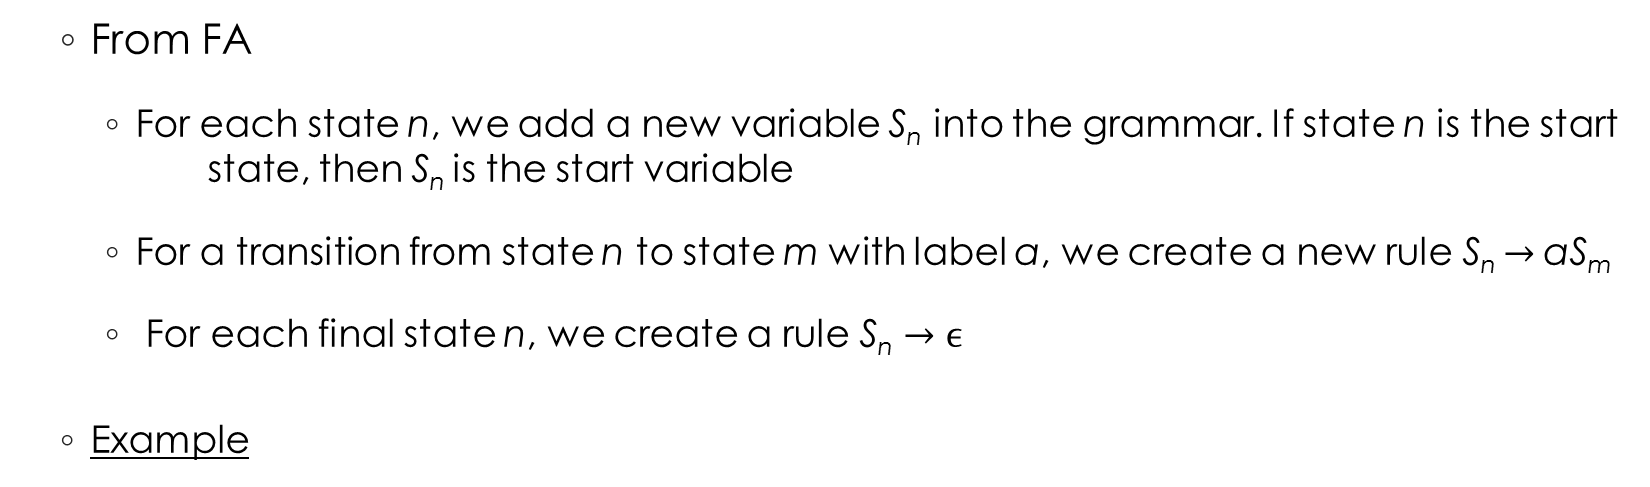 ◦ From FA
◦ For each state n, we add a new variable Sₙ into the grammar. If state n is the start
state, then Sₙ is the start variable
◦ For a transition from state n to state m with label a, we create a new rule Sₙ → aSₘ
◦ For each final state n, we create a rule Sₙ → ϵ
◦ Example